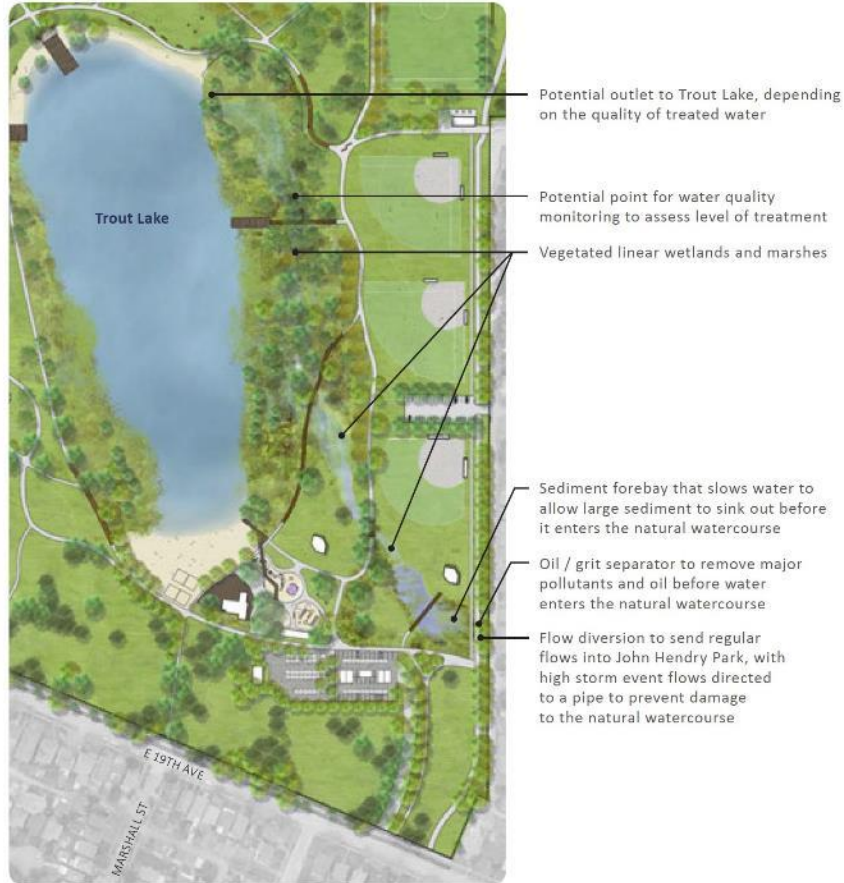 Potential outlet to Trout Lake, depending
on the quality of treated water
Trout Lake
Potential point for water quality
monitoring to assess level of treatment
Vegetated linear wetlands and marshes
Sediment forebay that slows water to
allow large sediment to sink out before
it enters the natural watercourse
Oil / grit separator to remove major
pollutants and oil before water
enters the natural watercourse
Flow diversion to send regular
flows into John Hendry Park, with
high storm event flows directed
to a pipe to prevent damage
to the natural watercourse
E 19TH AVE
MARSHALL ST